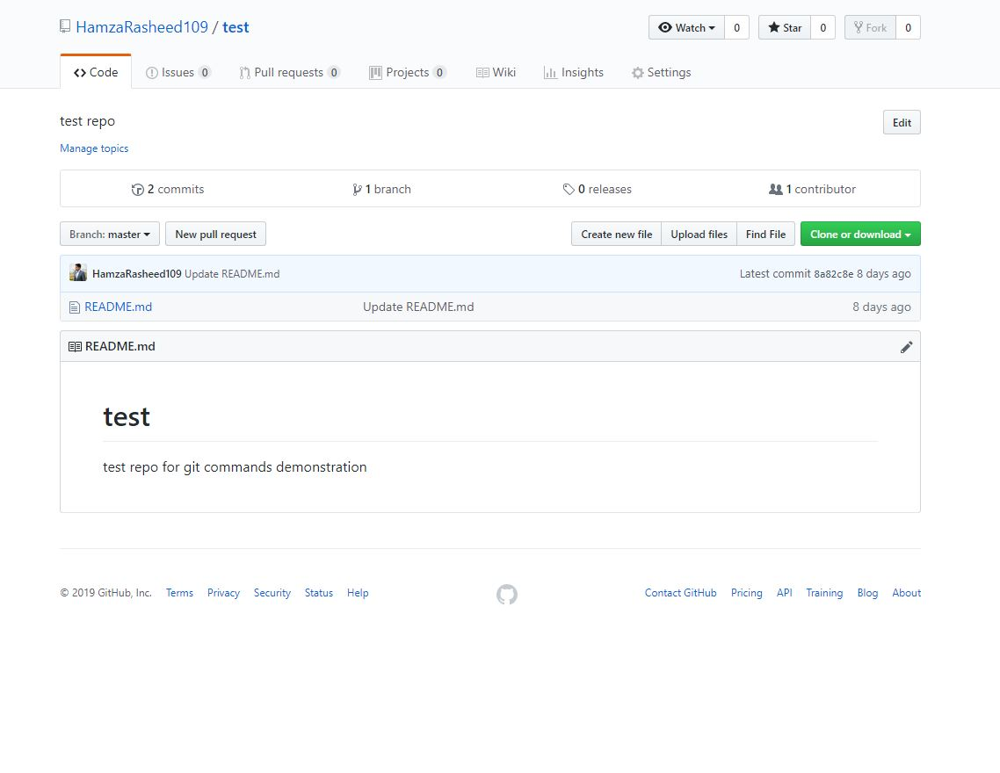 HamzaRasheed109 / test
Watch 0 Star 0 Fork 0
Code Issues 0 Pull requests 0 Projects 0 Wiki Insights Settings
test repo
Edit
Manage topics
2 commits 1 branch 0 releases 1 contributor
Branch: master New pull request Create new file Upload files Find File Clone or download
HamzaRasheed109 Update README.md Latest commit 8a82c8e 8 days ago
README.md Update README.md 8 days ago
README.md
test
test repo for git commands demonstration
© 2019 GitHub, Inc. Terms Privacy Security Status Help Contact GitHub Pricing API Training Blog About